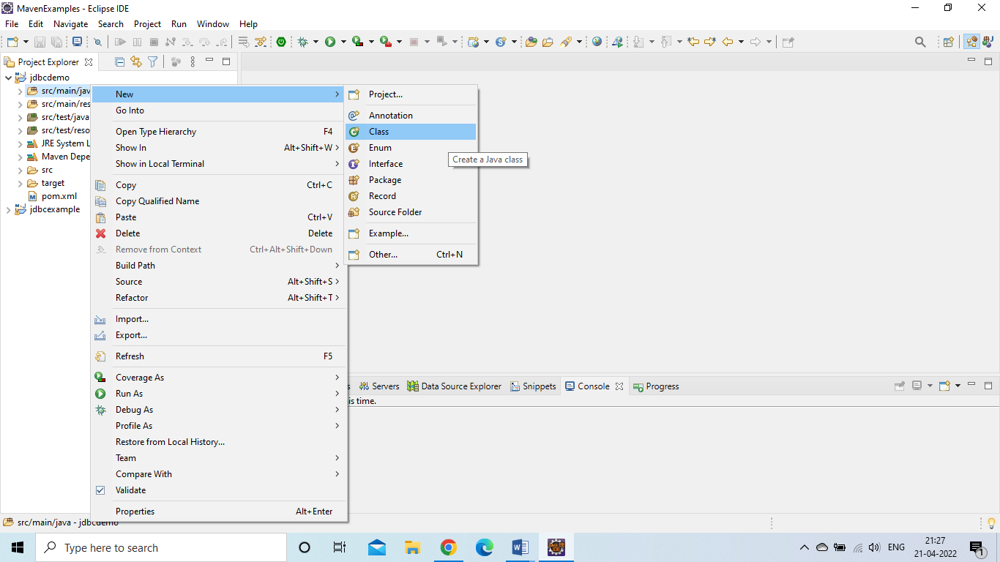 MavenExamples - Eclipse IDE
File Edit Navigate Search Project Run Window Help
Project Explorer
jdbcdemo
src/main/jav
src/main/res
src/test/java
src/test/reso
JRE System L
Maven Depe
src
target
pom.xml
jdbcexample
New
Go Into
Open Type Hierarchy F4
Show In Alt+Shift+W
Show in Local Terminal
Copy Ctrl+C
Copy Qualified Name
Paste Ctrl+V
Delete Delete
Remove from Context Ctrl+Alt+Shift+Down
Build Path
Source Alt+Shift+S
Refactor Alt+Shift+T
Import...
Export...
Refresh F5
Coverage As
Run As
Debug As
Profile As
Restore from Local History...
Team
Compare With
Validate
Properties Alt+Enter
Project...
Annotation
Class
Enum
Interface
Package
Record
Source Folder
Example...
Other... Ctrl+N
Create a Java class
s Servers Data Source Explorer Snippets Console Progress
is time.
src/main/java - jdbcdemo
Type here to search
ENG
21:27
21-04-2022
1